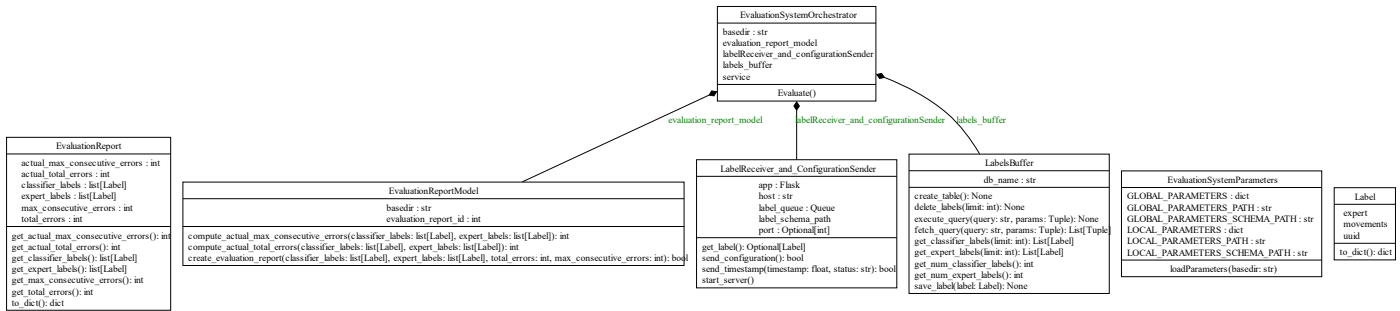 EvaluationSystemOrchestrator
basedir : str
evaluation_report_model
labelReceiver_and_configurationSender
labels_buffer
service
Evaluate()
evaluation_report_model
labelReceiver_and_configurationSender
labels_buffer
EvaluationReport
actual_max_consecutive_errors : int
actual_total_errors : int
classifier_labels : list[Label]
expert_labels : list[Label]
max_consecutive_errors : int
total_errors : int
get_actual_max_consecutive_errors(): int
get_actual_total_errors(): int
get_classifier_labels(): list[Label]
get_expert_labels(): list[Label]
get_max_consecutive_errors(): int
get_total_errors(): int
to_dict(): dict
EvaluationReportModel
basedir : str
evaluation_report_id : int
compute_actual_max_consecutive_errors(classifier_labels: list[Label], expert_labels: list[Label]): int
compute_actual_total_errors(classifier_labels: list[Label], expert_labels: list[Label]): int
create_evaluation_report(classifier_labels: list[Label], expert_labels: list[Label], total_errors: int, max_consecutive_errors: int): bool
LabelReceiver_and_ConfigurationSender
app : Flask
host : str
label_queue : Queue
label_schema_path
port : Optional[int]
get_label(): Optional[Label]
send_configuration(): bool
send_timestamp(timestamp: float, status: str): bool
start_server()
LabelsBuffer
db_name : str
create_table(): None
delete_labels(limit: int): None
execute_query(query: str, params: Tuple): None
fetch_query(query: str, params: Tuple): List[Tuple]
get_classifier_labels(limit: int): List[Label]
get_expert_labels(limit: int): List[Label]
get_num_classifier_labels(): int
get_num_expert_labels(): int
save_label(label: Label): None
EvaluationSystemParameters
GLOBAL_PARAMETERS : dict
GLOBAL_PARAMETERS_PATH : str
GLOBAL_PARAMETERS_SCHEMA_PATH : str
LOCAL_PARAMETERS : dict
LOCAL_PARAMETERS_PATH : str
LOCAL_PARAMETERS_SCHEMA_PATH : str
loadParameters(basedir: str)
Label
expert
movements
uuid
to_dict(): dict